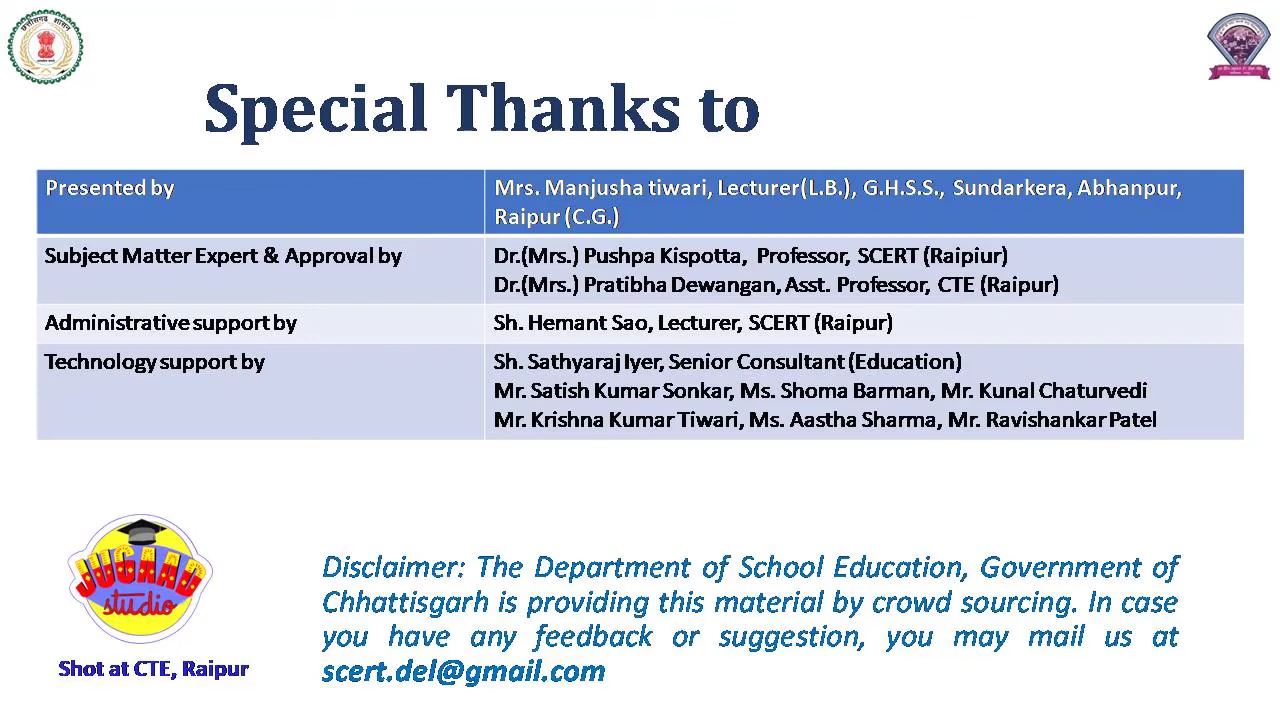 छत्तीसगढ़ शासन
Special Thanks to
Presented by
Mrs. Manjusha tiwari, Lecturer(L.B.), G.H.S.S., Sundarkera, Abhanpur,
Raipur (C.G.)
Subject Matter Expert & Approval by
Dr.(Mrs.) Pushpa Kispotta, Professor, SCERT (Raipiur)
Dr.(Mrs.) Pratibha Dewangan, Asst. Professor, CTE (Raipur)
Administrative support by
Sh. Hemant Sao, Lecturer, SCERT (Raipur)
Technology support by
Sh. Sathyaraj Iyer, Senior Consultant (Education)
Mr. Satish Kumar Sonkar, Ms. Shoma Barman, Mr. Kunal Chaturvedi
Mr. Krishna Kumar Tiwari, Ms. Aastha Sharma, Mr. Ravishankar Patel
JUGAAD
studio
Shot at CTE, Raipur
Disclaimer: The Department of School Education, Government of
Chhattisgarh is providing this material by crowd sourcing. In case
you have any feedback or suggestion, you may mail us at
scert.del@gmail.com